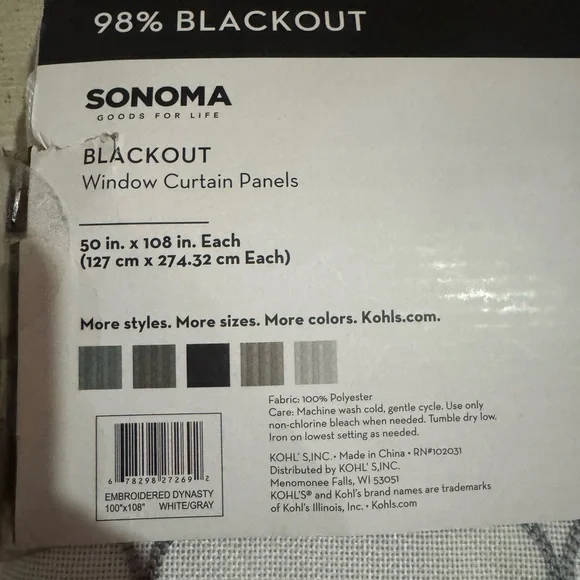 98% BLACKOUT
SONOMA
GOODS FOR LIFE
BLACKOUT
Window Curtain Panels
50 in. x 108 in. Each
(127 cm x 274.32 cm Each)
More styles. More sizes. More colors. Kohls.com.
Fabric: 100% Polyester
Care: Machine wash cold, gentle cycle. Use only
non-chlorine bleach when needed. Tumble dry low.
Iron on lowest setting as needed.
KOHL' S,INC. • Made in China • RN#102031
Distributed by KOHL' S,INC.
Menomonee Falls, WI 53051
KOHL'S® and Kohl's brand names are trademarks
of Kohl's Illinois, Inc. • Kohls.com
6 78298 27269 2
EMBROIDERED DYNASTY
100"x108" WHITE/GRAY